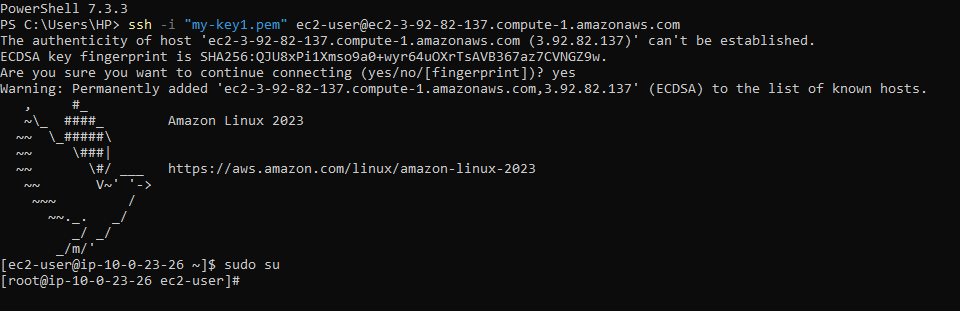 PowerShell 7.3.3
PS C:\Users\HP> ssh -i "my-key1.pem" ec2-user@ec2-3-92-82-137.compute-1.amazonaws.com
The authenticity of host 'ec2-3-92-82-137.compute-1.amazonaws.com (3.92.82.137)' can't be established.
ECDSA key fingerprint is SHA256:QJU8xPi1Xmso9a0+wyr64uOXrTsAVB367az7CVNGZ9w.
Are you sure you want to continue connecting (yes/no/[fingerprint])? yes
Warning: Permanently added 'ec2-3-92-82-137.compute-1.amazonaws.com,3.92.82.137' (ECDSA) to the list of known hosts.
   ,     #_
   ~\_  ####_        Amazon Linux 2023
  ~~  \_#####\
  ~~     \###|
  ~~       \#/ ___   https://aws.amazon.com/linux/amazon-linux-2023
   ~~       V~' '->
    ~~~         /
      ~~._.   _/
         _/ _/
       _/m/'
[ec2-user@ip-10-0-23-26 ~]$ sudo su
[root@ip-10-0-23-26 ec2-user]#